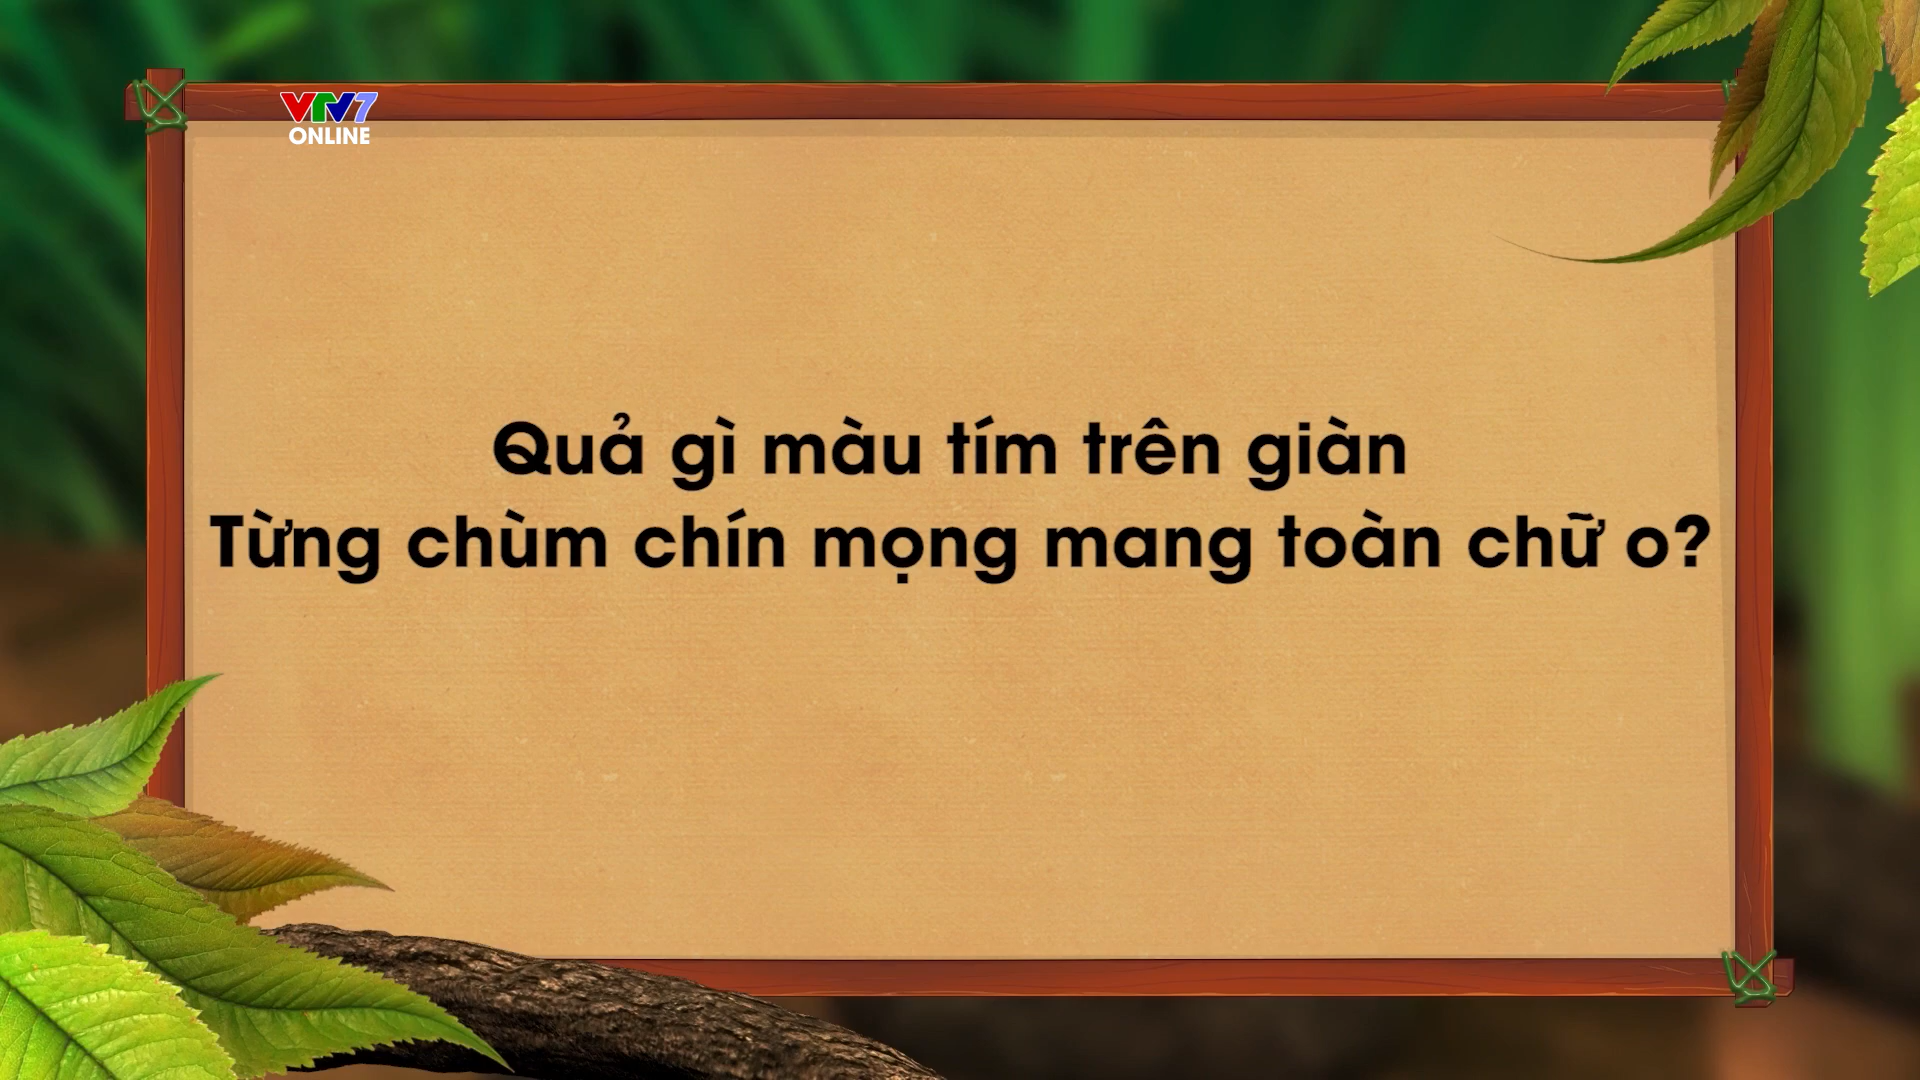 VTV7
ONLINE
Quả gì màu tím trên giàn
Từng chùm chín mọng mang toàn chữ o?